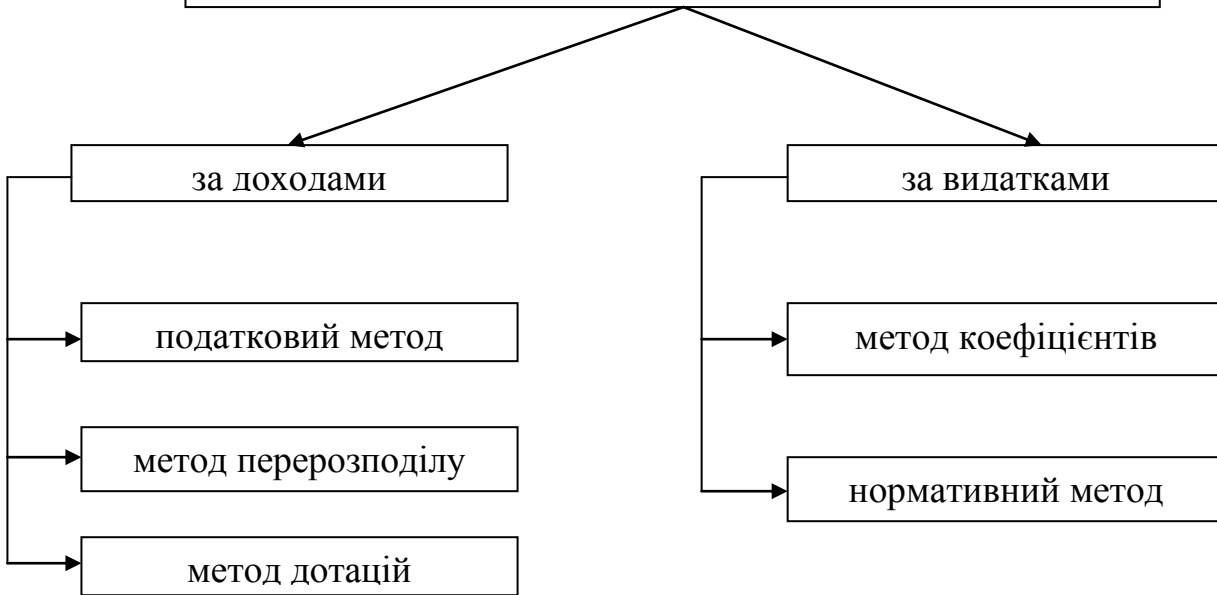 за доходами
за видатками
податковий метод
метод коефіцієнтів
метод перерозподілу
нормативний метод
метод дотацій